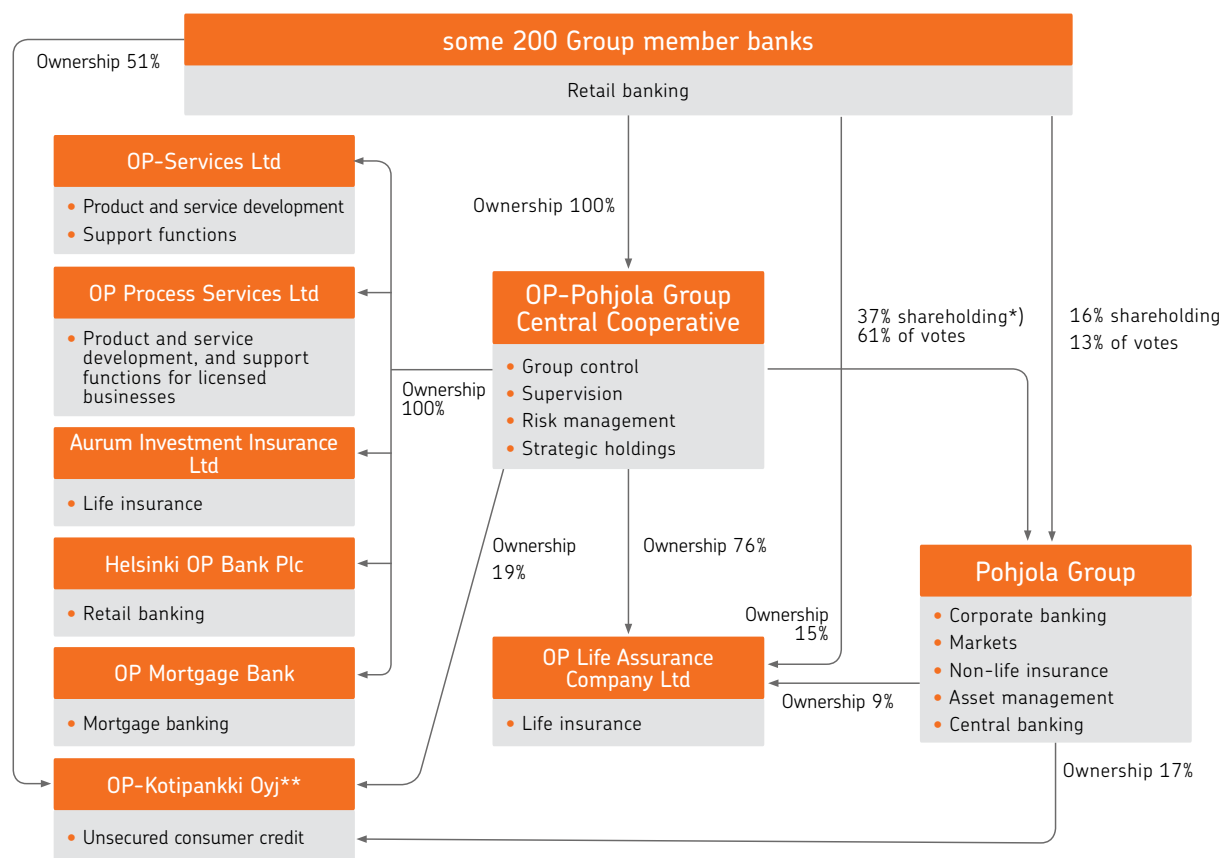 some 200 Group member banks
Retail banking
Ownership 51%
OP-Services Ltd
• Product and service development
• Support functions
OP Process Services Ltd
• Product and service
development, and support
functions for licensed
businesses
Aurum Investment Insurance
Ltd
• Life insurance
Helsinki OP Bank Plc
• Retail banking
OP Mortgage Bank
• Mortgage banking
OP-Kotipankki Oyj**
• Unsecured consumer credit
Ownership
100%
Ownership 100%
OP-Pohjola Group
Central Cooperative
• Group control
• Supervision
• Risk management
• Strategic holdings
37% shareholding*)
61% of votes
16% shareholding
13% of votes
Ownership
19%
Ownership 76%
Ownership
15%
OP Life Assurance
Company Ltd
• Life insurance
Ownership 9%
Pohjola Group
• Corporate banking
• Markets
• Non-life insurance
• Asset management
• Central banking
Ownership 17%